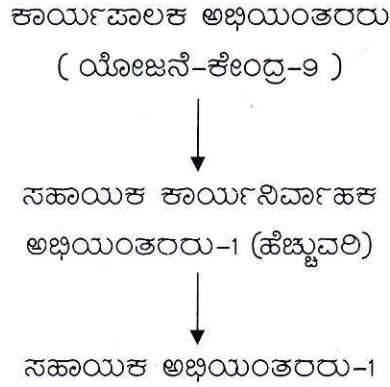 ಕಾರ್ಯಪಾಲಕ ಅಭಿಯಂತರರು
( ಯೋಜನೆ-ಕೇಂದ್ರ-9 )
ಸಹಾಯಕ ಕಾರ್ಯನಿರ್ವಾಹಕ
ಅಭಿಯಂತರರು-1 (ಹೆಚ್ಚುವರಿ)
ಸಹಾಯಕ ಅಭಿಯಂತರರು-1